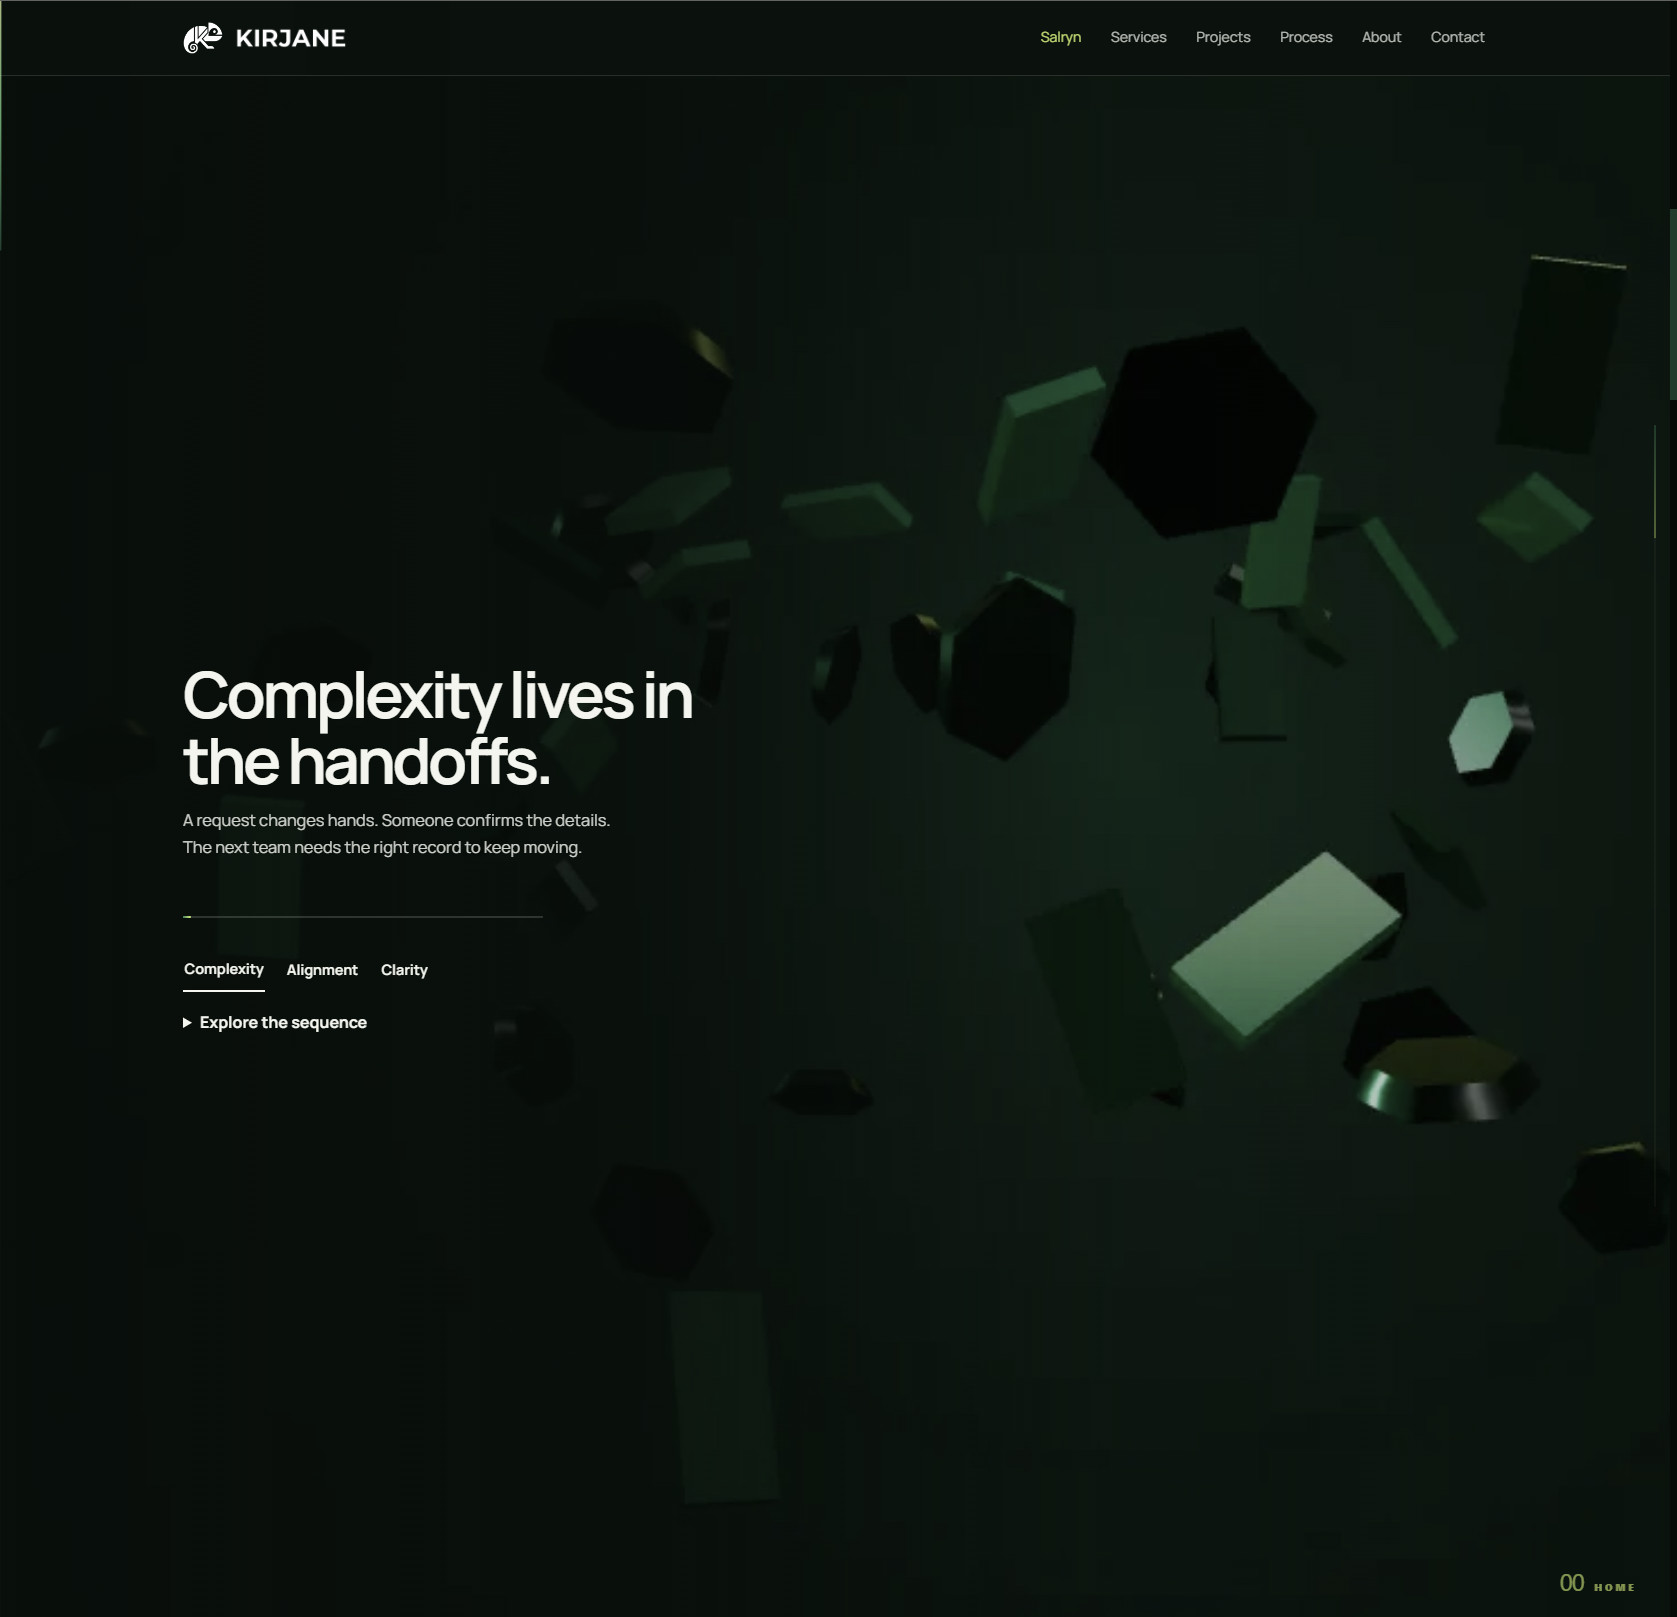 KIRJANE
Salryn Services Projects Process About Contact
Complexity lives in
the handoffs.
A request changes hands. Someone confirms the details.
The next team needs the right record to keep moving.
Complexity Alignment Clarity
Explore the sequence
00 HOME